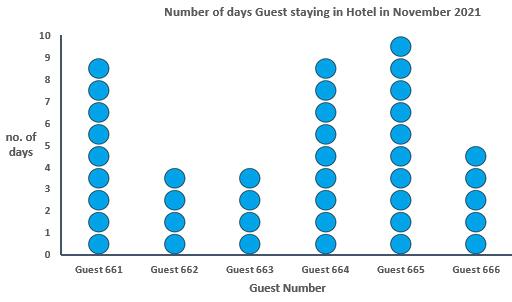 Number of days Guest staying in Hotel in November 2021
10
9
8
7
6
5
4
3
2
1
0
no. of
days
Guest 661 Guest 662 Guest 663 Guest 664 Guest 665 Guest 666
Guest Number